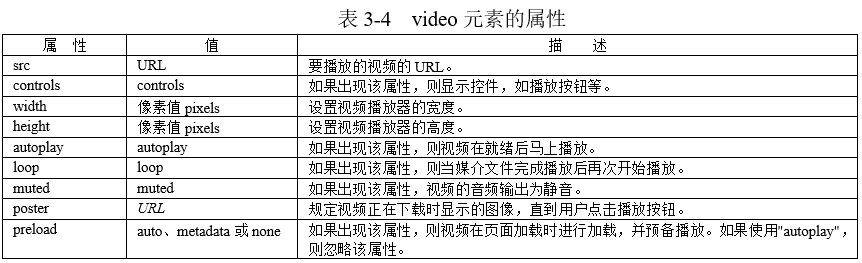 表 3-4 video 元素的属性
属 性 值 描 述
src URL 要播放的视频的 URL。
controls controls 如果出现该属性，则显示控件，如播放按钮等。
width 像素值 pixels 设置视频播放器的宽度。
height 像素值 pixels 设置视频播放器的高度。
autoplay autoplay 如果出现该属性，则视频在就绪后马上播放。
loop loop 如果出现该属性，则当媒介文件完成播放后再次开始播放。
muted muted 如果出现该属性，视频的音频输出为静音。
poster URL 规定视频正在下载时显示的图像，直到用户点击播放按钮。
preload auto、metadata 或 none 如果出现该属性，则视频在页面加载时进行加载，并预备播放。如果使用"autoplay"，
则忽略该属性。